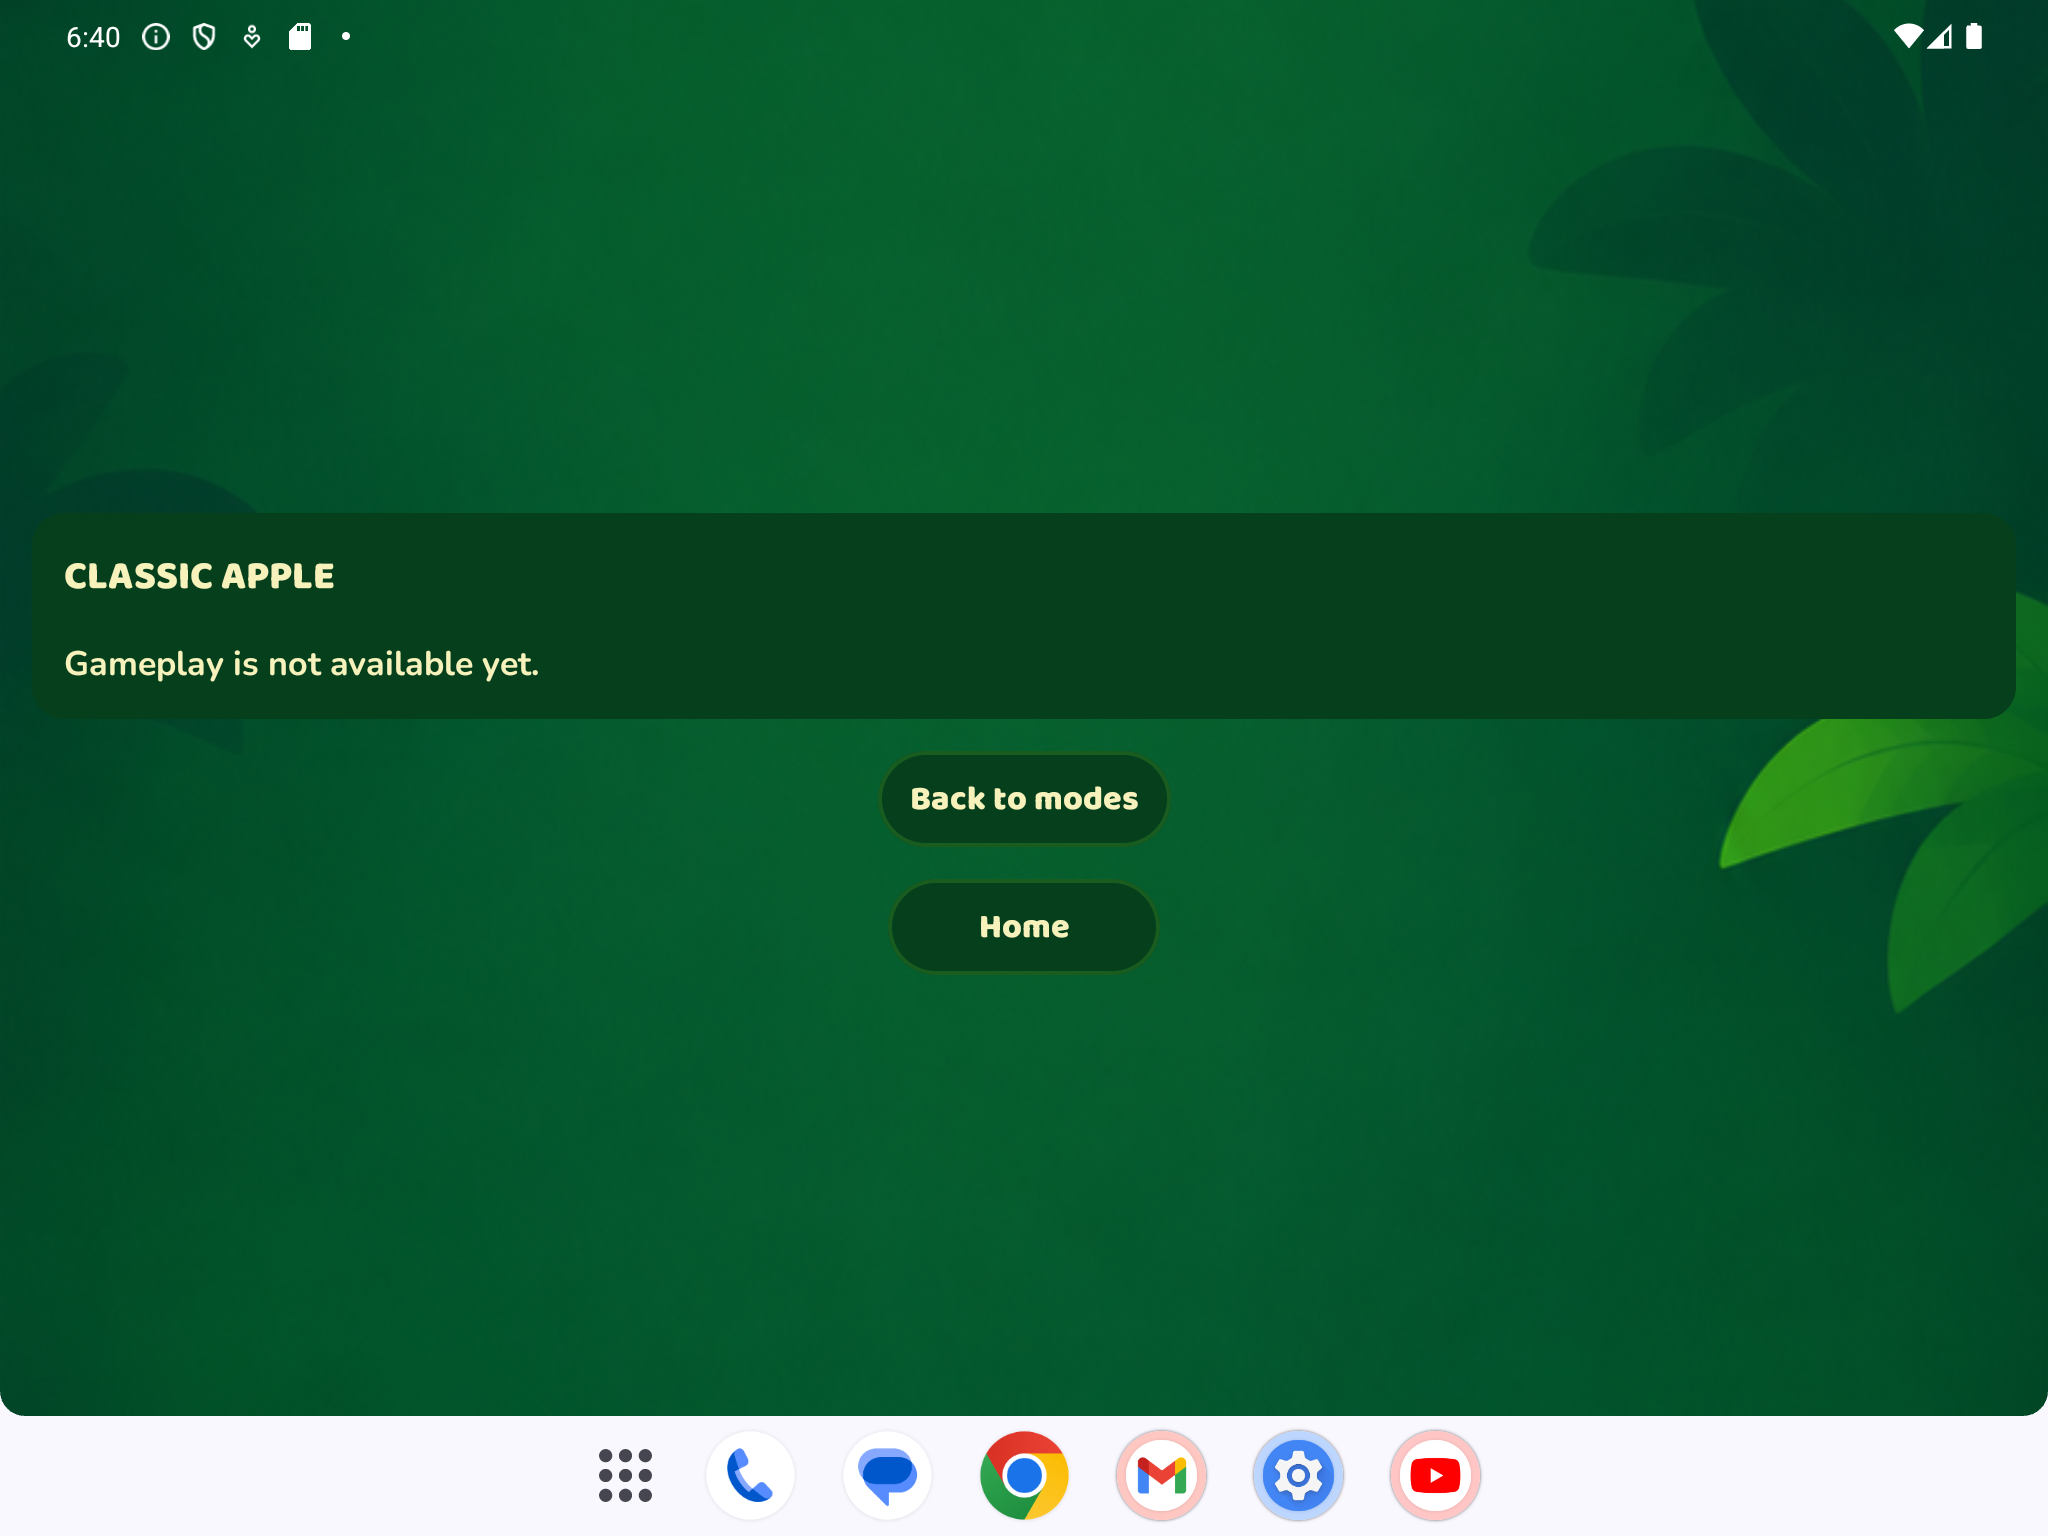 6:40
CLASSIC APPLE
Gameplay is not available yet.
Back to modes
Home